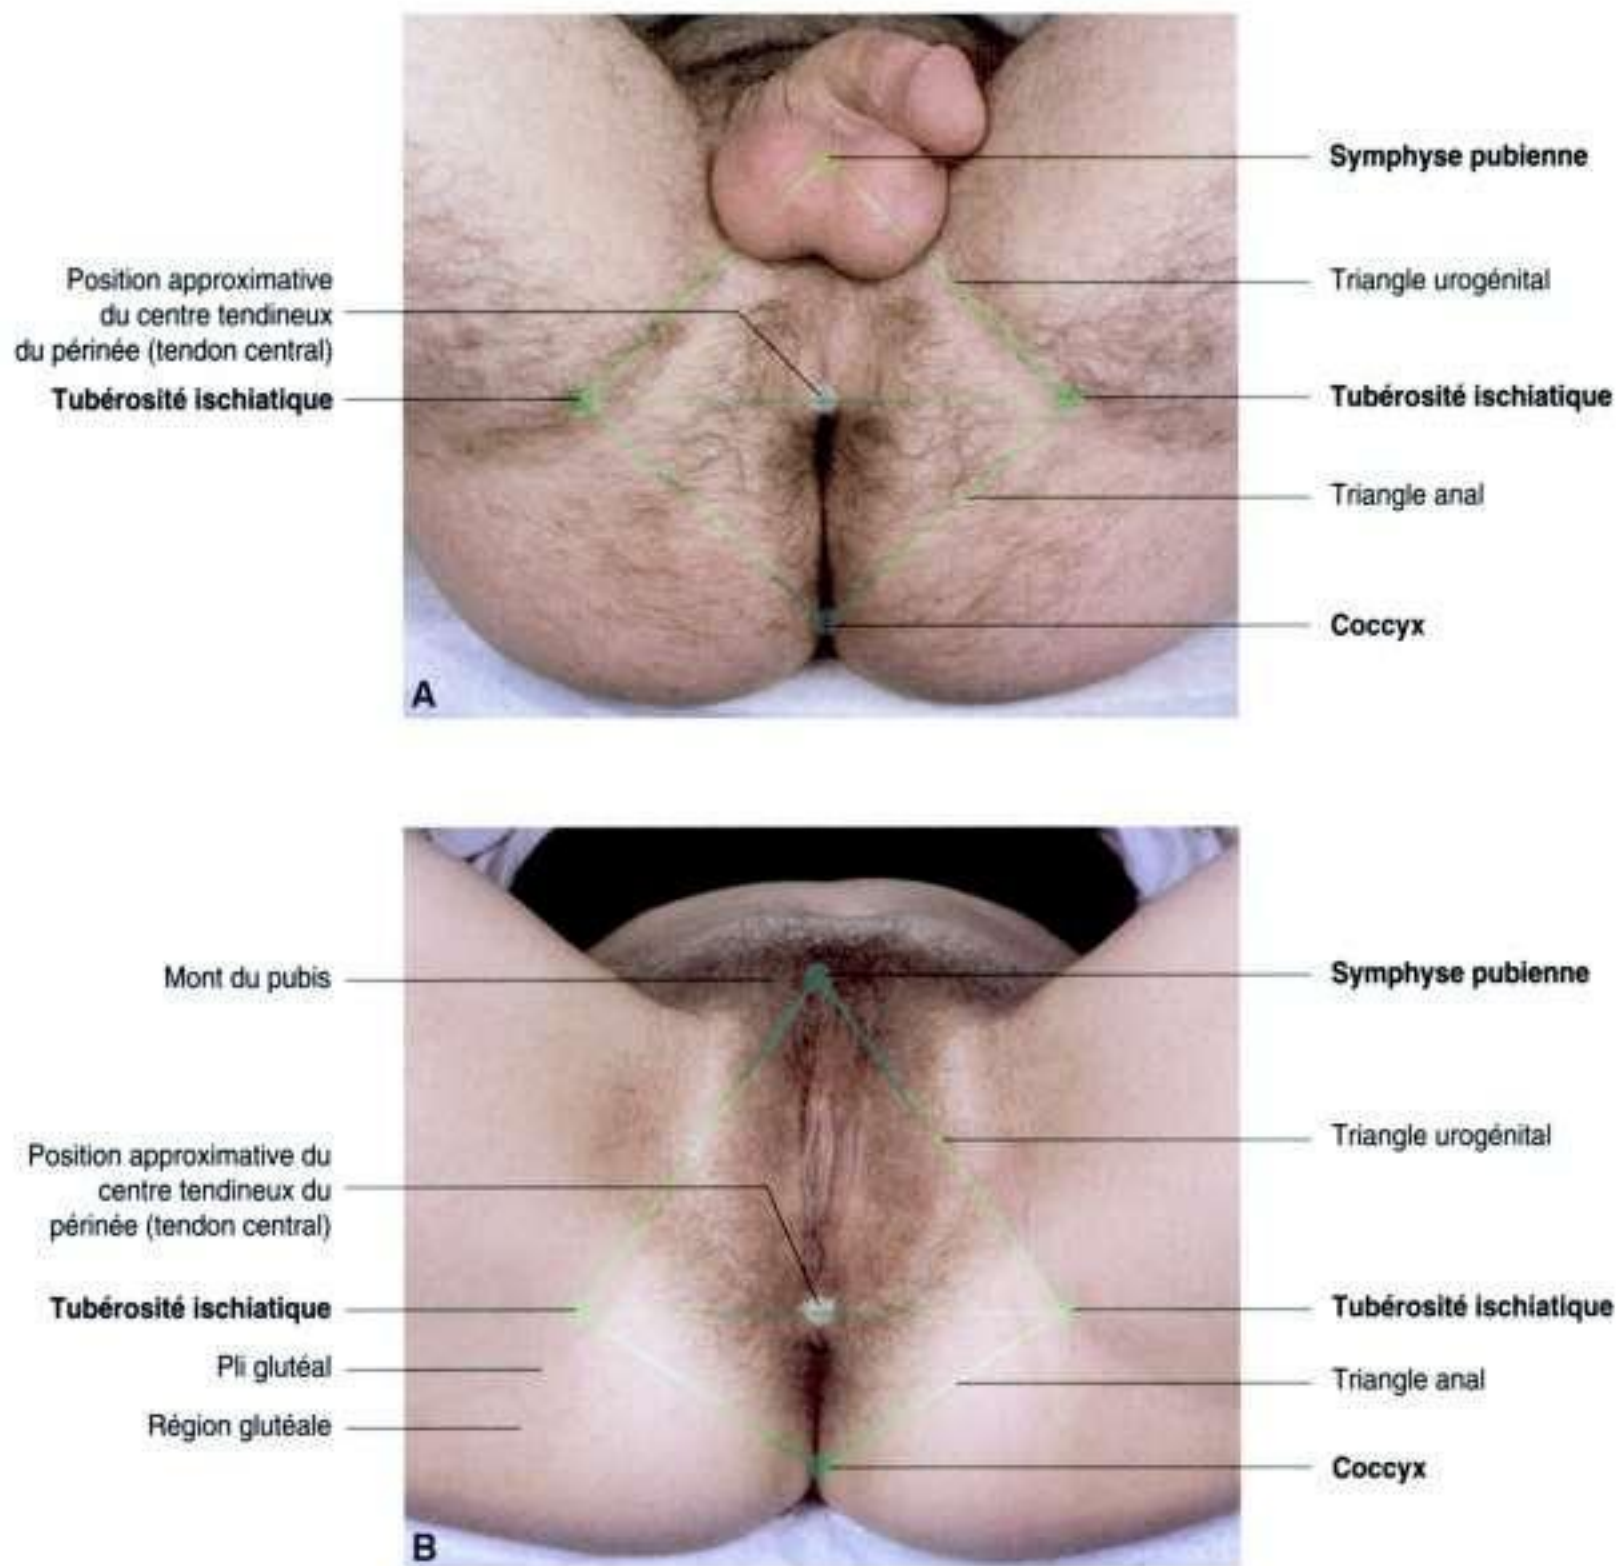 Symphyse pubienne
Triangle urogénital
Position approximative
du centre tendineux
du périnée (tendon central)
Tubérosité ischiatique
Tubérosité ischiatique
Triangle anal
Coccyx
A
Mont du pubis
Symphyse pubienne
Triangle urogénital
Position approximative du
centre tendineux du
périnée (tendon central)
Tubérosité ischiatique
Tubérosité ischiatique
Pli glutéal
Triangle anal
Région glutéale
Coccyx
B